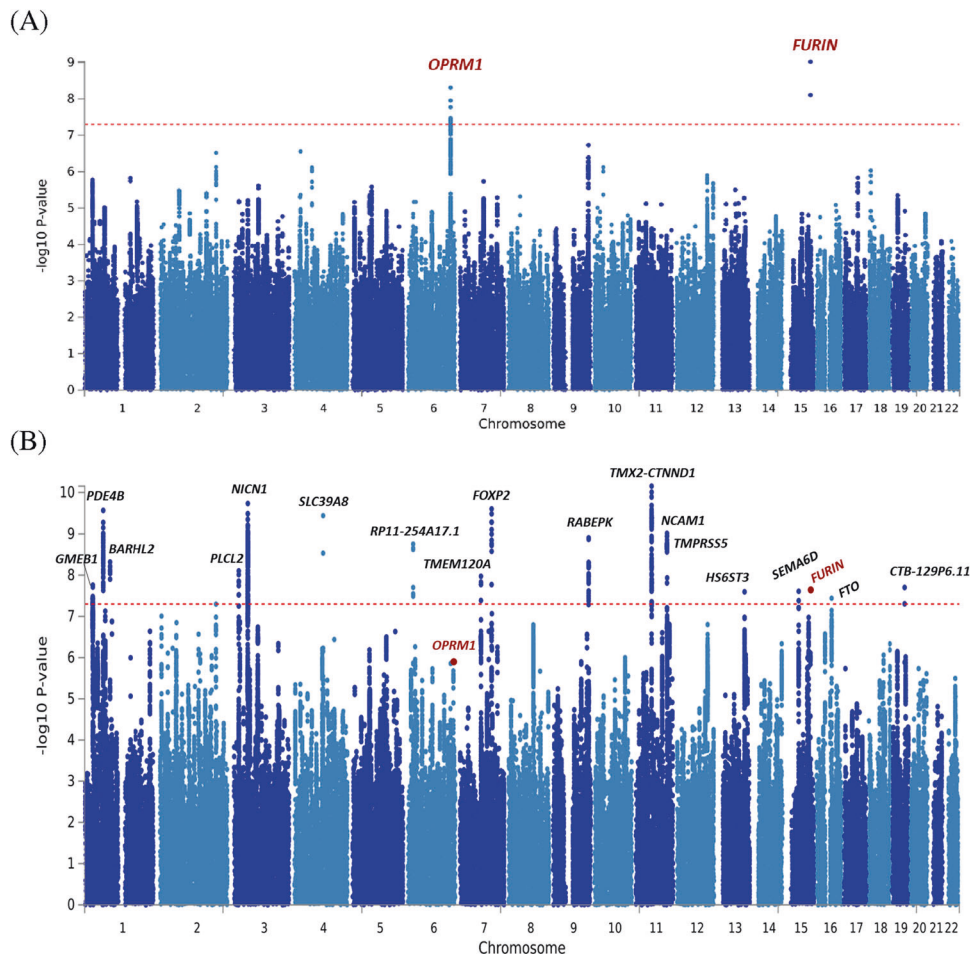 (A)
FURIN
OPRM1
9
8
7
6
5
4
3
2
1
0
-log10 P-value
1 2 3 4 5 6 7 8 9 10 11 12 13 14 15 16 17 18 19 20 21 22
Chromosome
(B)
TMX2-CTNND1
PDE4B
NICN1
SLC39A8
FOXP2
RP11-254A17.1
RABEPK
NCAM1
BARHL2
GMEB1
PLCL2
TMEM120A
TMPRSS5
HS6ST3
SEMA6D
FURIN
FTO
CTB-129P6.11
OPRM1
10
9
8
7
6
5
4
3
2
1
0
-log10 P-value
1 2 3 4 5 6 7 8 9 10 11 12 13 14 15 16 17 18 19 20 21 22
Chromosome